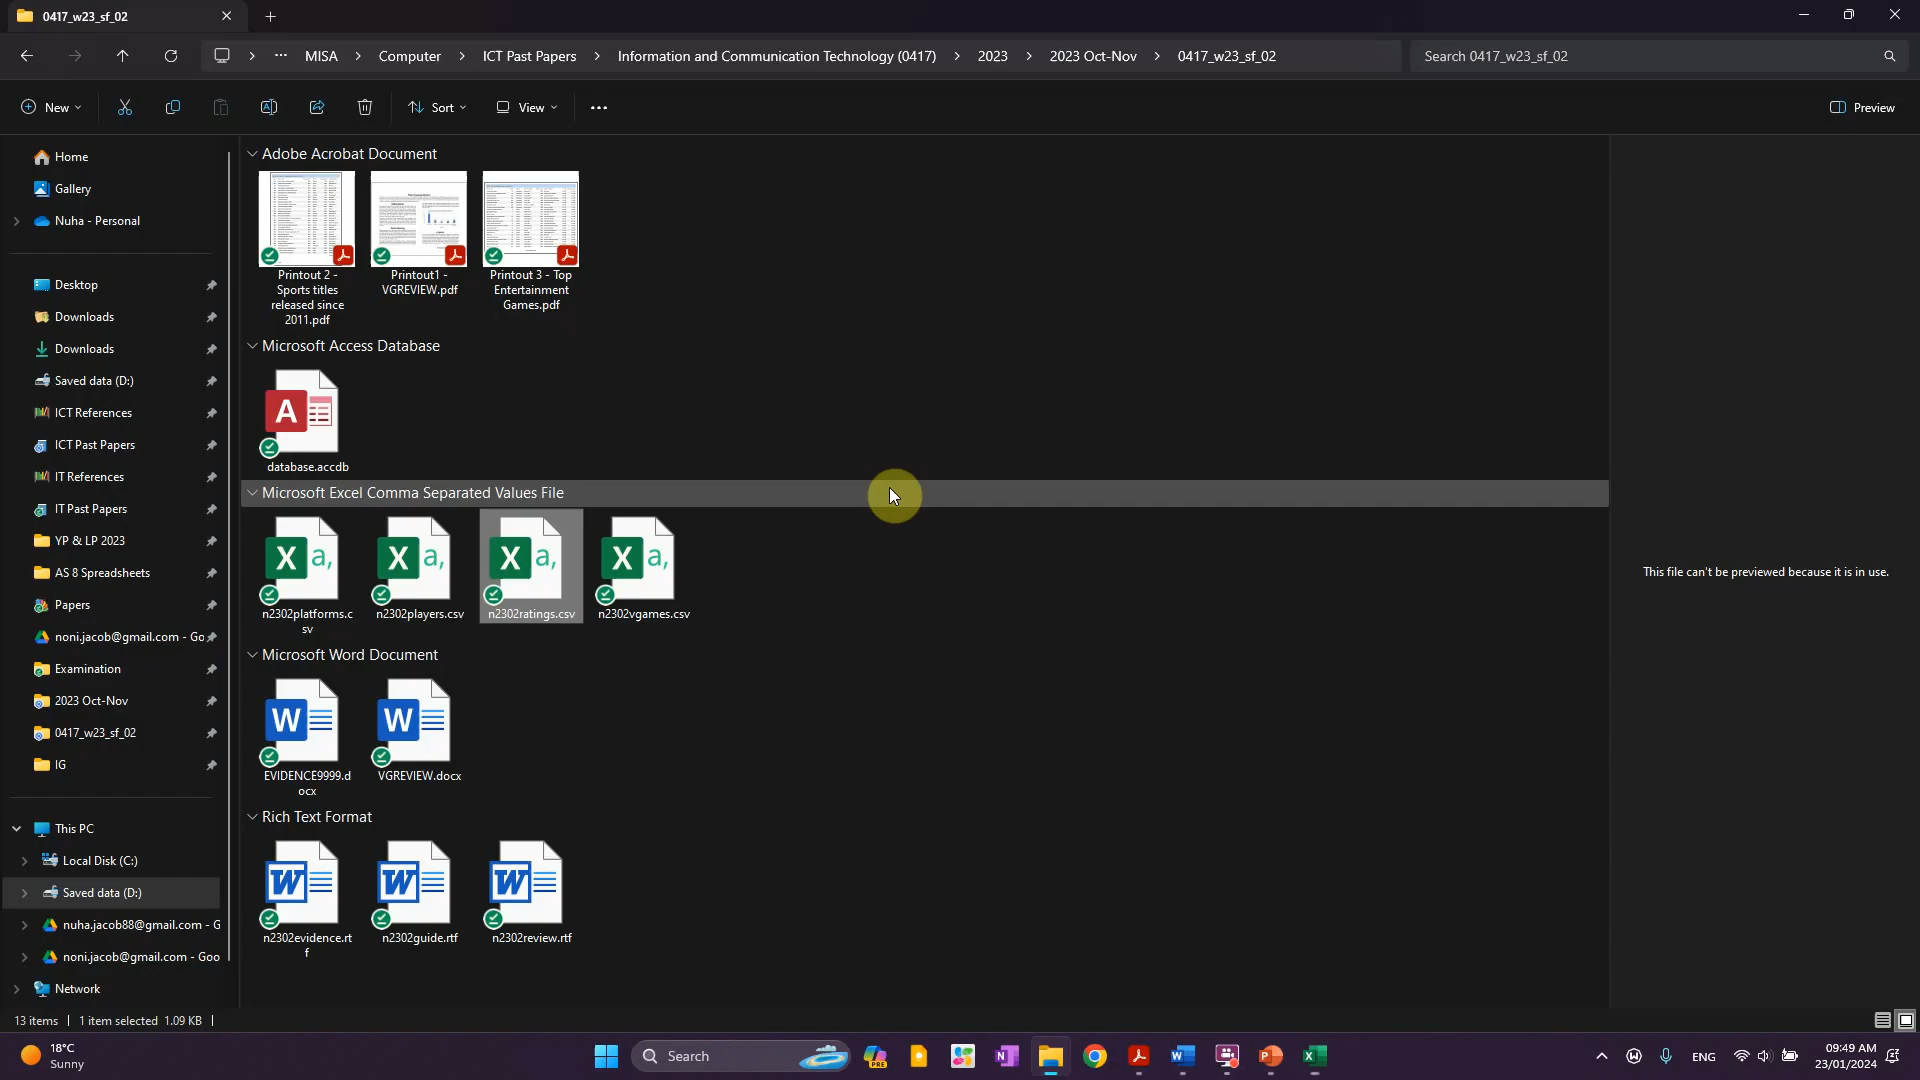 0417_w23_sf_02
MISA
Computer
ICT Past Papers
Information and Communication Technology (0417)
2023
2023 Oct-Nov
0417_w23_sf_02
Search 0417_w23_sf_02
New
Sort
View
Preview
Home
Gallery
Nuha - Personal
Desktop
Downloads
Downloads
Saved data (D:)
ICT References
ICT Past Papers
IT References
IT Past Papers
YP & LP 2023
AS 8 Spreadsheets
Papers
noni.jacob@gmail.com - Go
Examination
2023 Oct-Nov
0417_w23_sf_02
IG
This PC
Local Disk (C:)
Saved data (D:)
nuha.jacob88@gmail.com - G
noni.jacob@gmail.com - Goo
Network
Adobe Acrobat Document
Printout 2 -
Sports titles
released since
2011.pdf
Printout1 -
VGREVIEW.pdf
Printout 3 - Top
Entertainment
Games.pdf
Microsoft Access Database
A
database.accdb
Microsoft Excel Comma Separated Values File
X a,
n2302platforms.c
sv
X a,
n2302players.csv
X a,
n2302ratings.csv
X a,
n2302vgames.csv
Microsoft Word Document
W
EVIDENCE9999.d
ocx
W
VGREVIEW.docx
Rich Text Format
W
n2302evidence.rt
f
W
n2302guide.rtf
W
n2302review.rtf
This file can't be previewed because it is in use.
13 items
1 item selected 1.09 KB
18°C
Sunny
Search
PRE
N
W
P
X
ENG
09:49 AM
23/01/2024